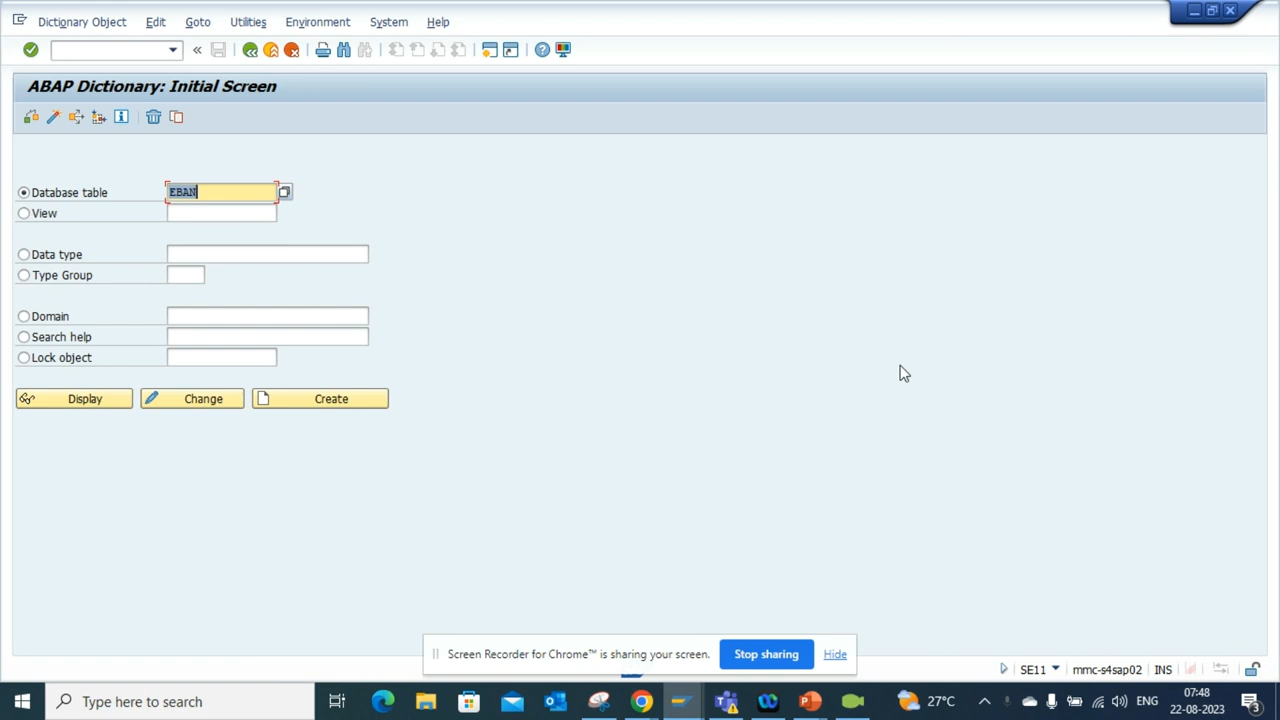 Dictionary Object Edit Goto Utilities Environment System Help
ABAP Dictionary: Initial Screen
Database table EBAN
View
Data type
Type Group
Domain
Search help
Lock object
Display Change Create
Screen Recorder for Chrome™ is sharing your screen. Stop sharing Hide
SE11 mmc-s4sap02 INS
Type here to search
27°C ENG 07:48 22-08-2023 3